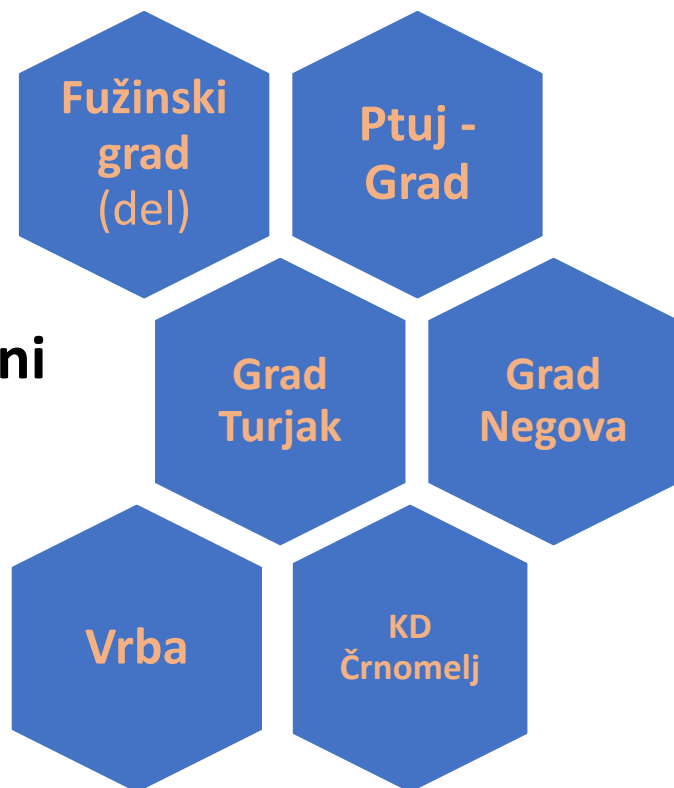 Fužinski
grad
(del)
Ptuj -
Grad
ni
Grad
Turjak
Grad
Negova
Vrba
KD
Črnomelj